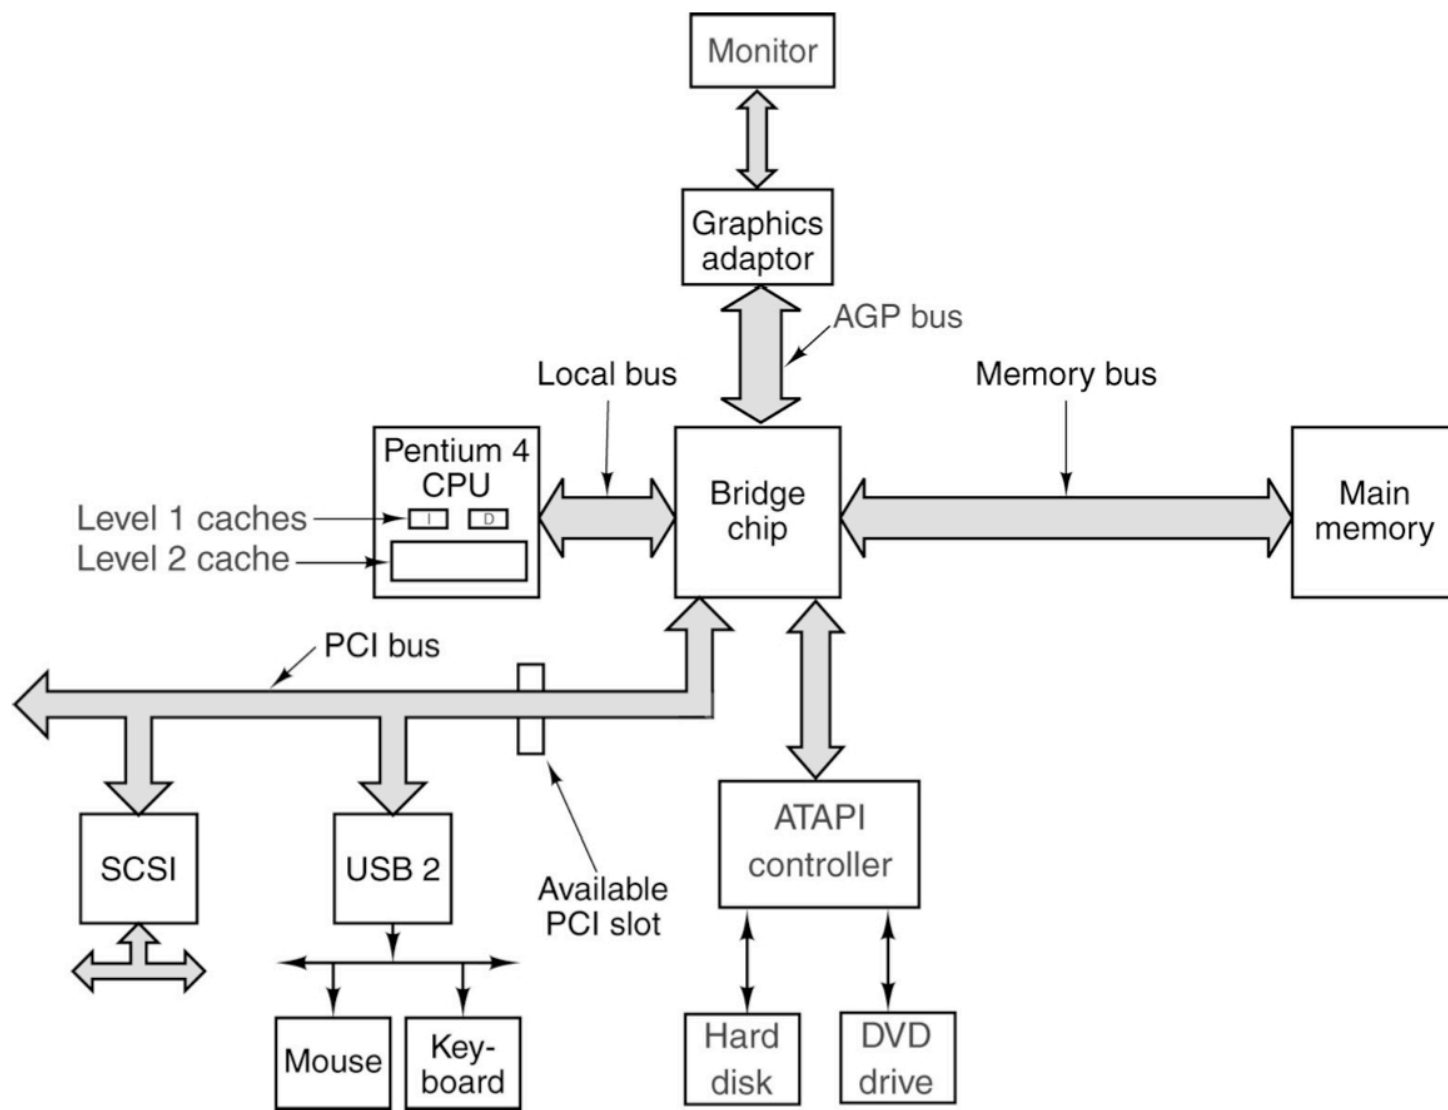 Monitor
Graphics
adaptor
AGP bus
Local bus
Memory bus
Pentium 4
CPU
Level 1 caches
I
D
Level 2 cache
Bridge
chip
Main
memory
PCI bus
SCSI
USB 2
Available
PCI slot
ATAPI
controller
Mouse
Key-
board
Hard
disk
DVD
drive